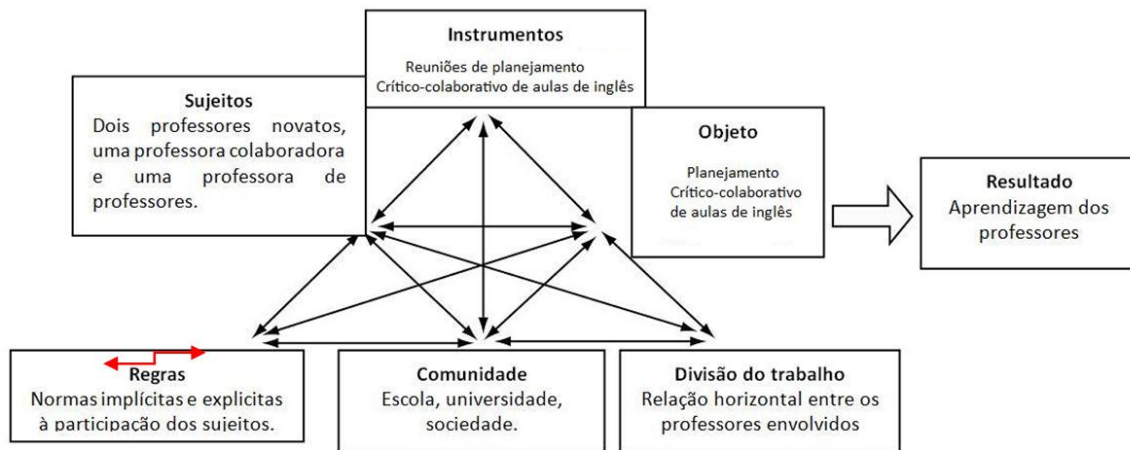 Instrumentos
Reuniões de planejamento
Crítico-colaborativo de aulas de inglês
Sujeitos
Dois professores novatos,
uma professora colaboradora
e uma professora de
professores.
Objeto
Planejamento
Crítico-colaborativo
de aulas de inglês
Resultado
Aprendizagem dos
professores
Regras
Normas implícitas e explicitas
à participação dos sujeitos.
Comunidade
Escola, universidade,
sociedade.
Divisão do trabalho
Relação horizontal entre os
professores envolvidos